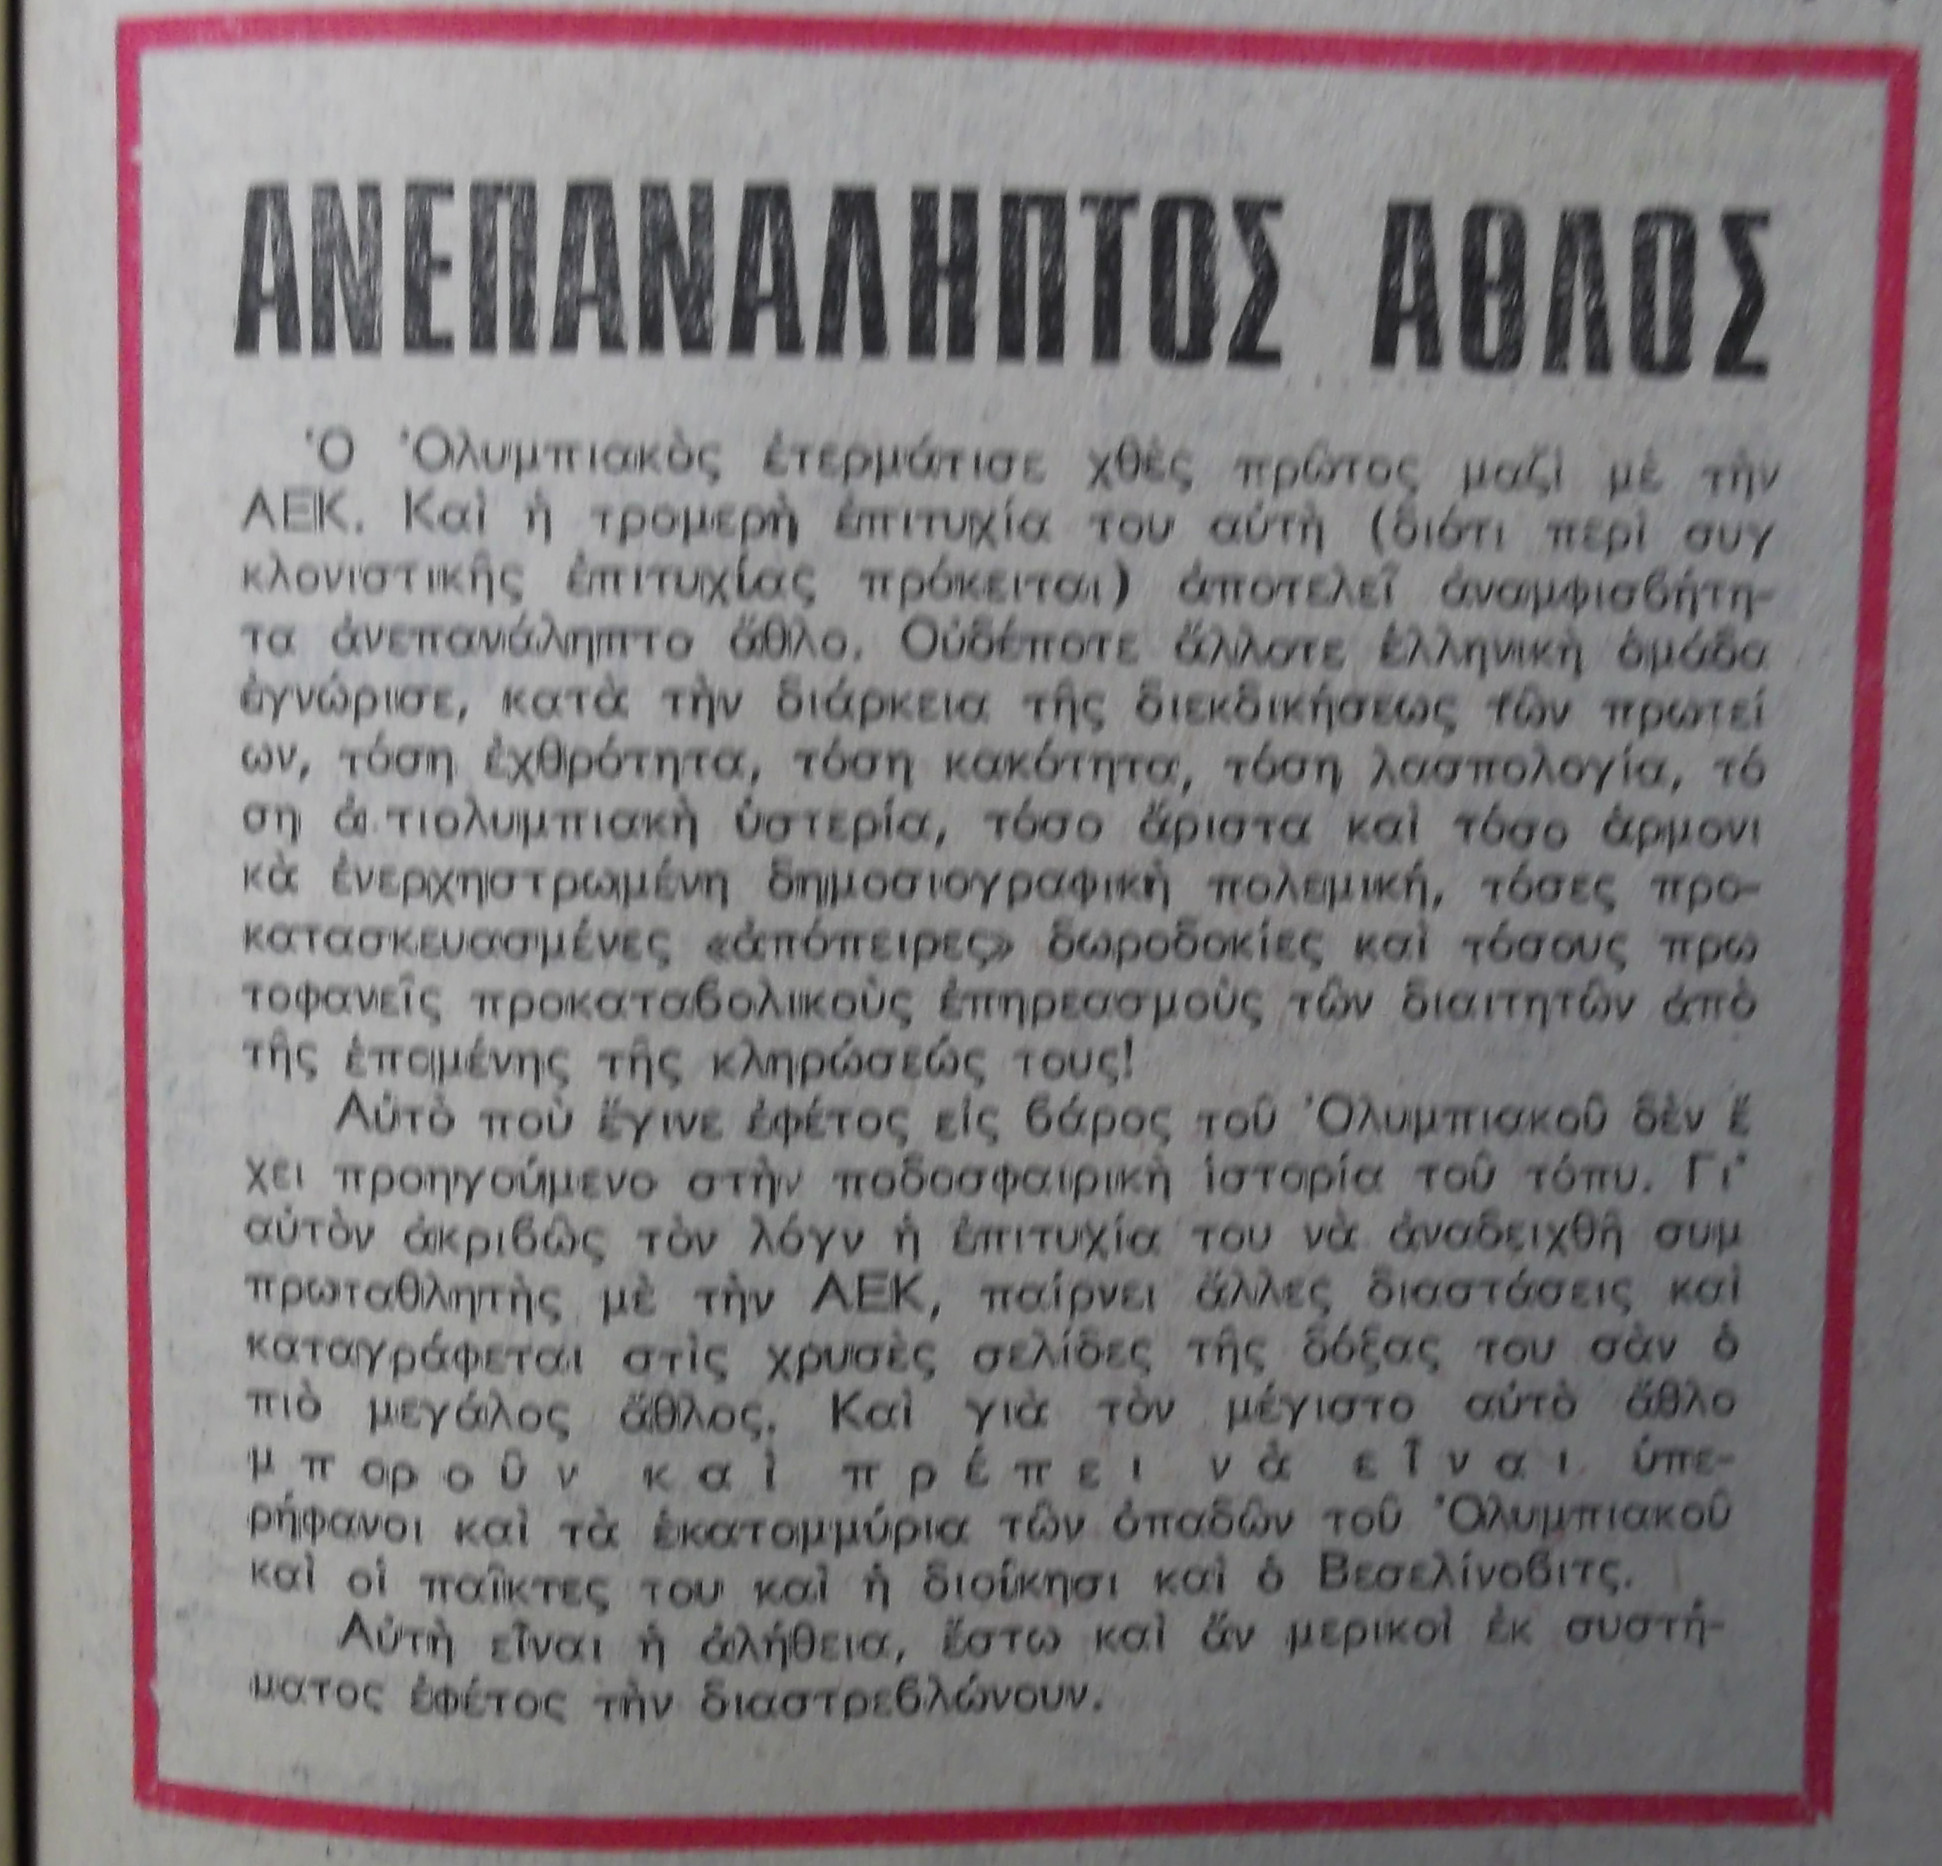 ΑΝΕΠΑΝΑΛΗΠΤΟΣ ΑΘΛΟΣ
Ὁ Ὀλυμπιακὸς ἐτερμάτισε χθὲς πρῶτος μαζὶ μὲ τὴν
ΑΕΚ. Καὶ ἡ τρομερὴ ἐπιτυχία του αὐτὴ (διότι περὶ συγ
κλονιστικῆς ἐπιτυχίας πρόκειται) ἀποτελεῖ ἀναμφισβήτη-
τα ἀνεπανάληπτο ἄθλο. Οὐδέποτε ἄλλοτε ἑλληνικὴ ὁμάδα
ἐγνώρισε, κατὰ τὴν διάρκεια τῆς διεκδικήσεως τῶν πρωτεί
ων, τόση ἐχθρότητα, τόση κακότητα, τόση λασπολογία, τό
ση ἀ τιολυμπιακὴ ὑστερία, τόσο ἄριστα καὶ τόσο ἁρμονι
κὰ ἐνερχηστρωμένη δημοσιογραφικὴ πολεμική, τόσες προ-
κατασκευασμένες «ἀπόπειρες» δωροδοκίες καὶ τόσους πρω
τοφανεῖς προκαταβολικοὺς ἐπηρεασμοὺς τῶν διαιτητῶν ἀπὸ
τῆς ἐπομένης τῆς κληρώσεώς τους!
Αὐτὸ ποὺ ἔγινε ἐφέτος εἰς βάρος τοῦ Ὀλυμπιακοῦ δὲν ἔ
χει προηγούμενο στὴν ποδοσφαιρικὴ ἱστορία τοῦ τόπυ. Γι'
αὐτὸν ἀκριβῶς τὸν λόγν ἡ ἐπιτυχία του νὰ ἀναδειχθῆ συμ
πρωταθλητὴς μὲ τὴν ΑΕΚ, παίρνει ἄλλες διαστάσεις καὶ
καταγράφεται στὶς χρυσὲς σελίδες τῆς δόξας του σὰν ὁ
πιὸ μεγάλος ἄθλος. Καὶ γιὰ τὸν μέγιστο αὐτὸ ἄθλο
μποροῦν καὶ πρέπει νὰ εἶναι ὑπε-
ρήφανοι καὶ τὰ ἑκατομμύρια τῶν ὀπαδῶν τοῦ Ὀλυμπιακοῦ
καὶ οἱ παῖκτες του καὶ ἡ διοίκησι καὶ ὁ Βεσελίνοβιτς.
Αὐτὴ εἶναι ἡ ἀλήθεια, ἔστω καὶ ἄν μερικοὶ ἐκ συστή-
ματος ἐφέτος τὴν διαστρεβλώνουν.